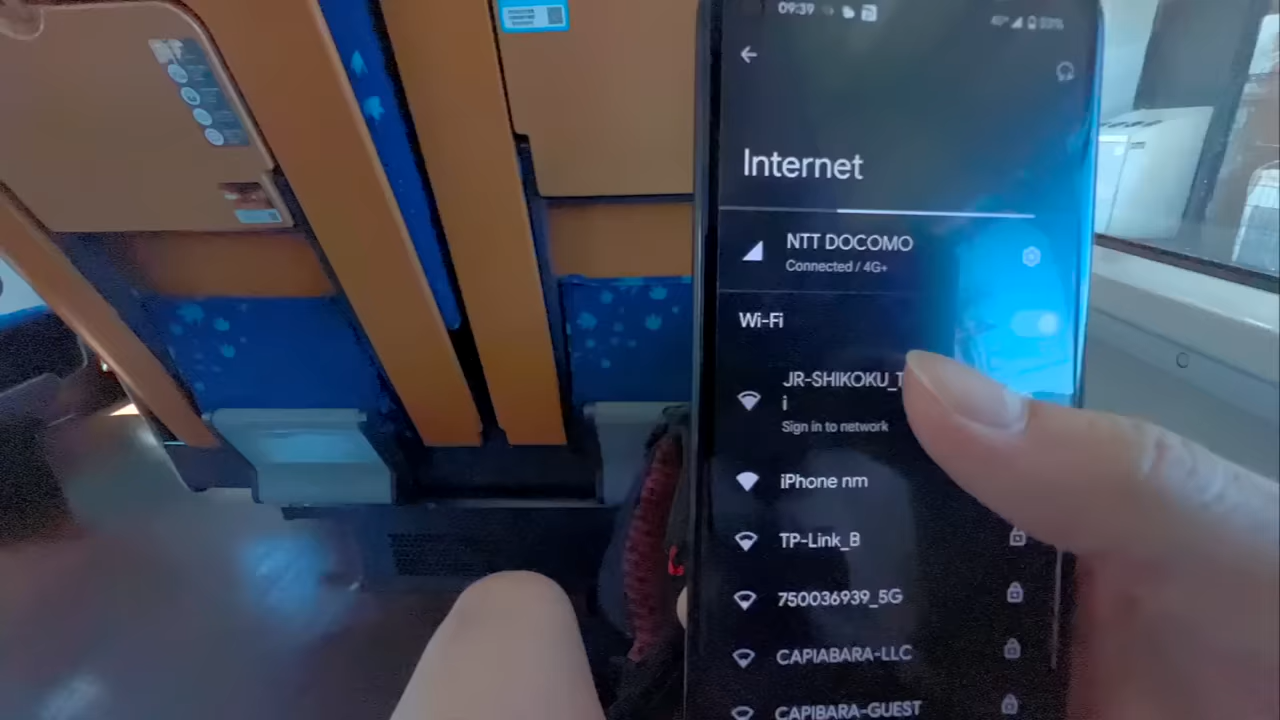 09:39
Internet
NTT DOCOMO
Connected / 4G+
Wi-Fi
JR-SHIKOKU_
i
Sign in to network
iPhone nm
TP-Link_B
750036939_5G
CAPIABARA-LLC
CAPIBARA-GUEST